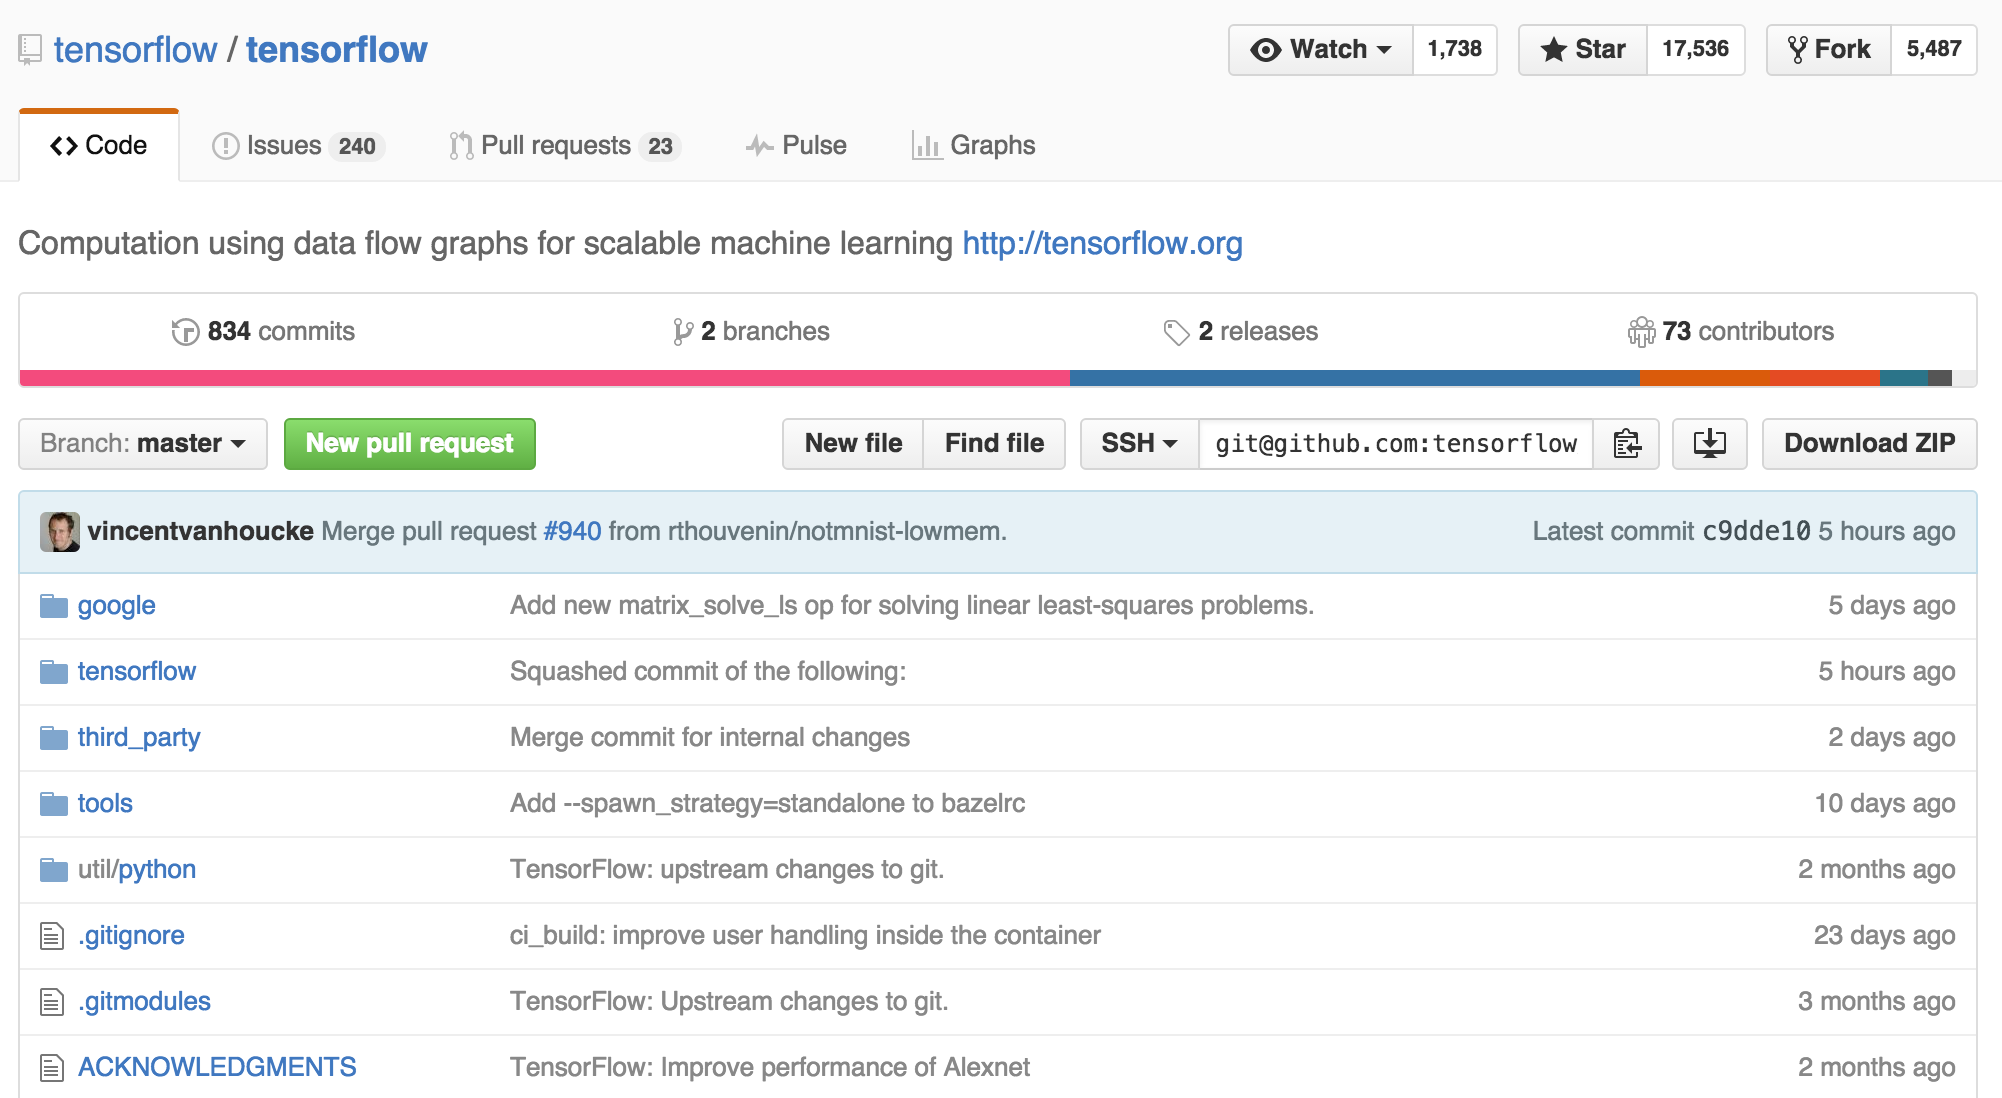 tensorflow / tensorflow
Watch 1,738 Star 17,536 Fork 5,487
Code Issues 240 Pull requests 23 Pulse Graphs
Computation using data flow graphs for scalable machine learning http://tensorflow.org
834 commits 2 branches 2 releases 73 contributors
Branch: master New pull request New file Find file SSH git@github.com:tensorflow Download ZIP
vincentvanhoucke Merge pull request #940 from rthouvenin/notmnist-lowmem. Latest commit c9dde10 5 hours ago
google Add new matrix_solve_ls op for solving linear least-squares problems. 5 days ago
tensorflow Squashed commit of the following: 5 hours ago
third_party Merge commit for internal changes 2 days ago
tools Add --spawn_strategy=standalone to bazelrc 10 days ago
util/python TensorFlow: upstream changes to git. 2 months ago
.gitignore ci_build: improve user handling inside the container 23 days ago
.gitmodules TensorFlow: Upstream changes to git. 3 months ago
ACKNOWLEDGMENTS TensorFlow: Improve performance of Alexnet 2 months ago